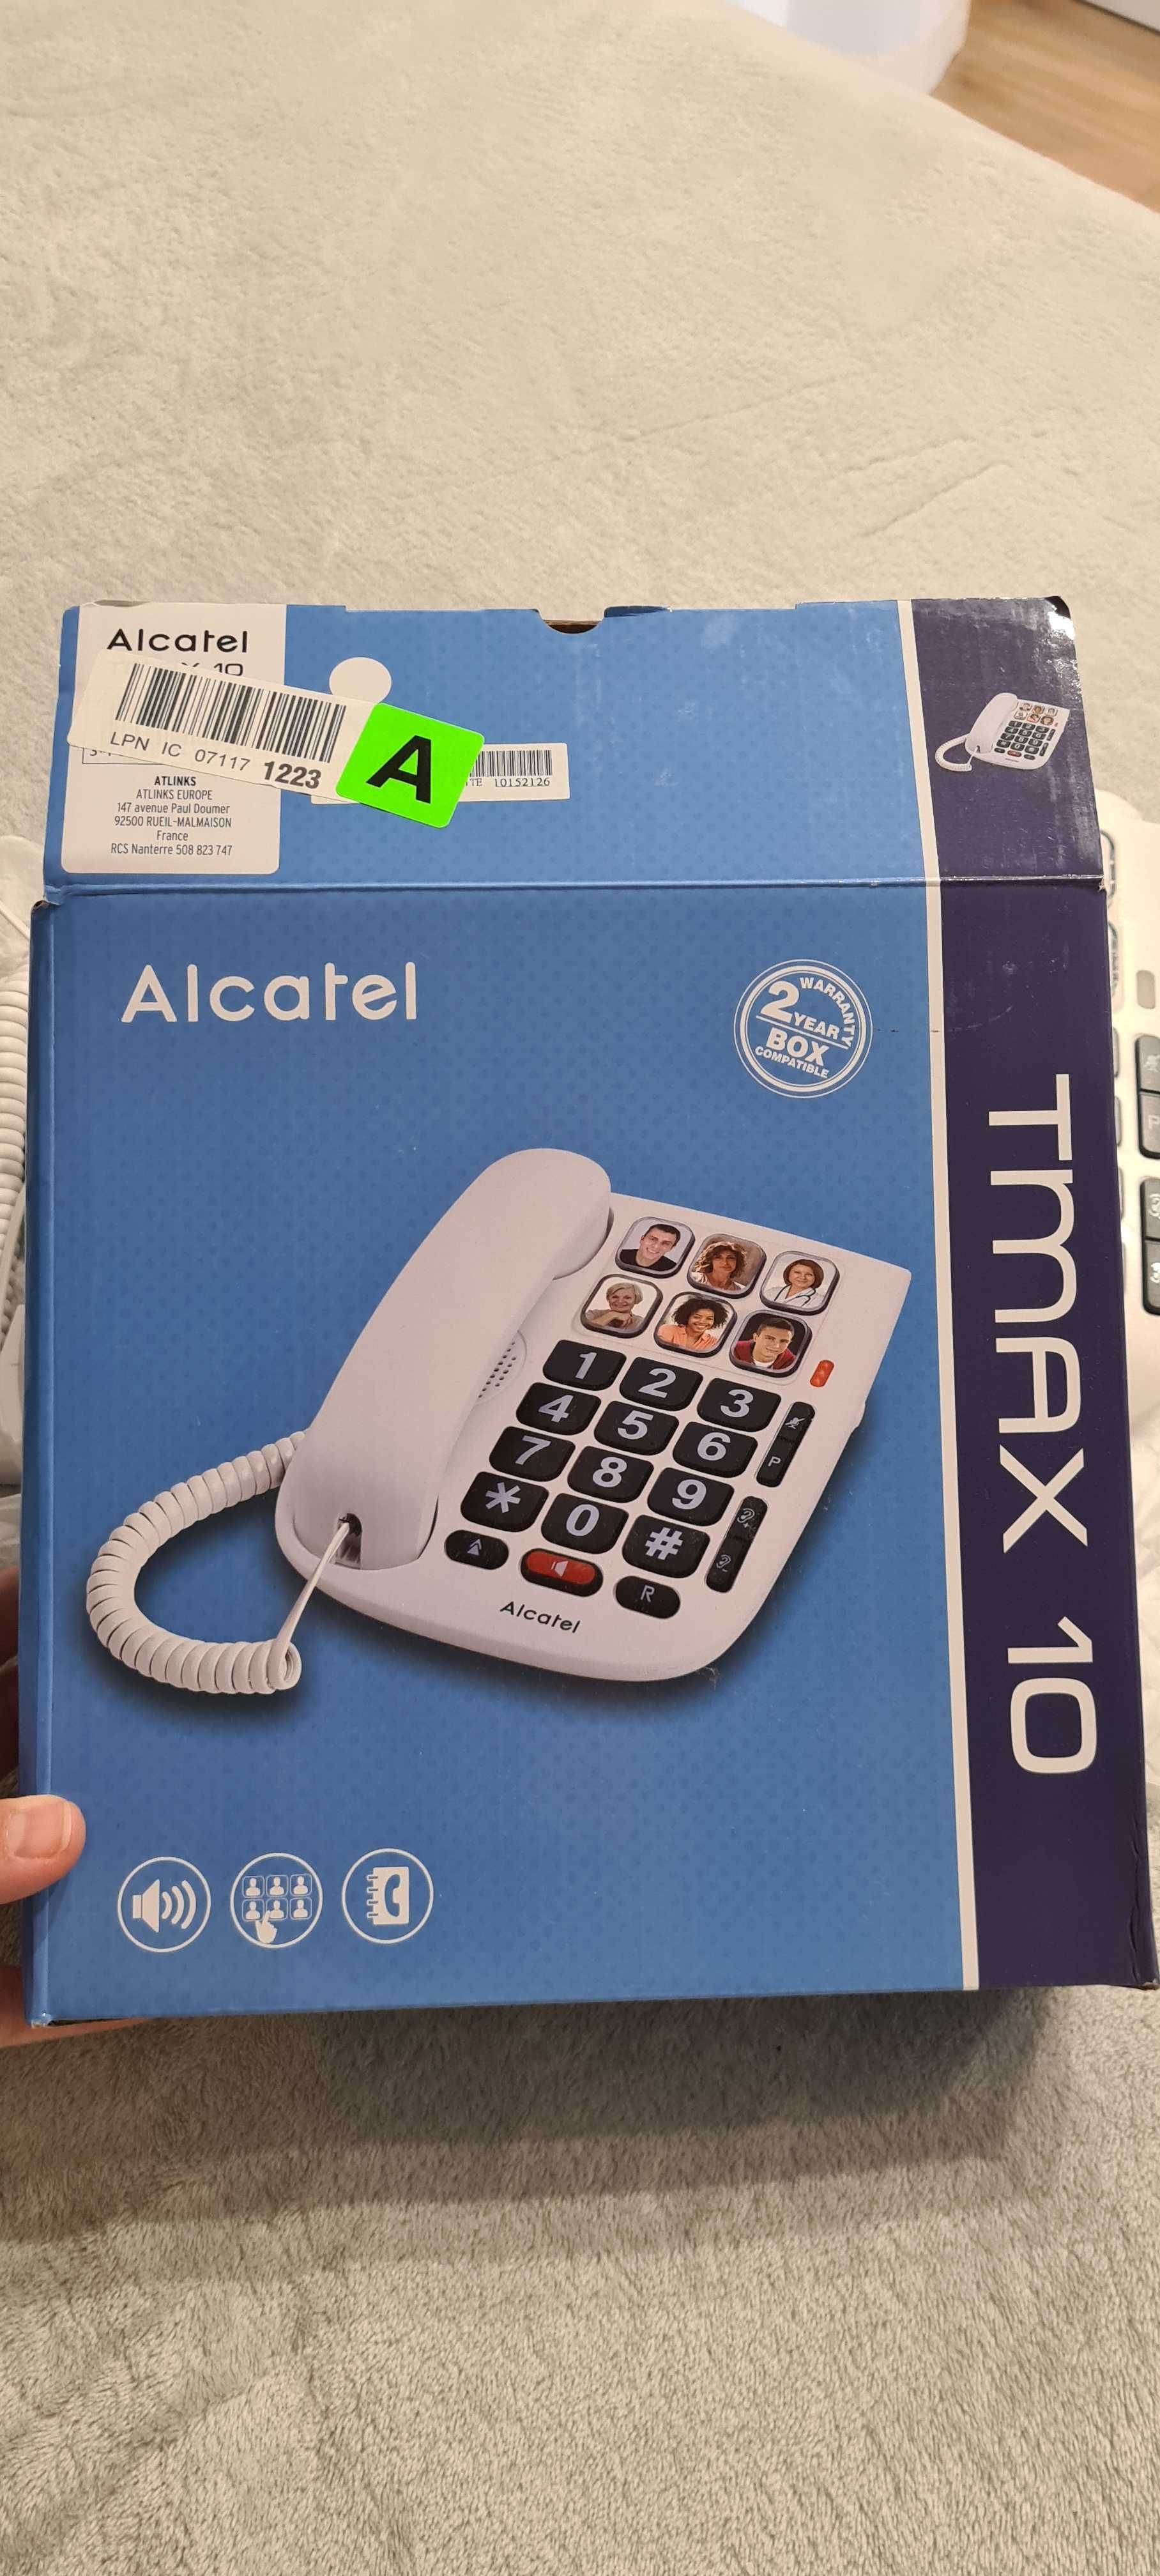 Alcatel
10
LPN IC 07117 1223
A
10152126
ATLINKS
ATLINKS EUROPE
147 avenue Paul Doumer
92500 RUEIL-MALMAISON
France
RCS Nanterre 508 823 747
Alcatel
2 YEAR WARRANTY
BOX
COMPATIBLE
TMAX 10
1 2 3
4 5 6
7 8 9
* 0 #
P
R
Alcatel
P